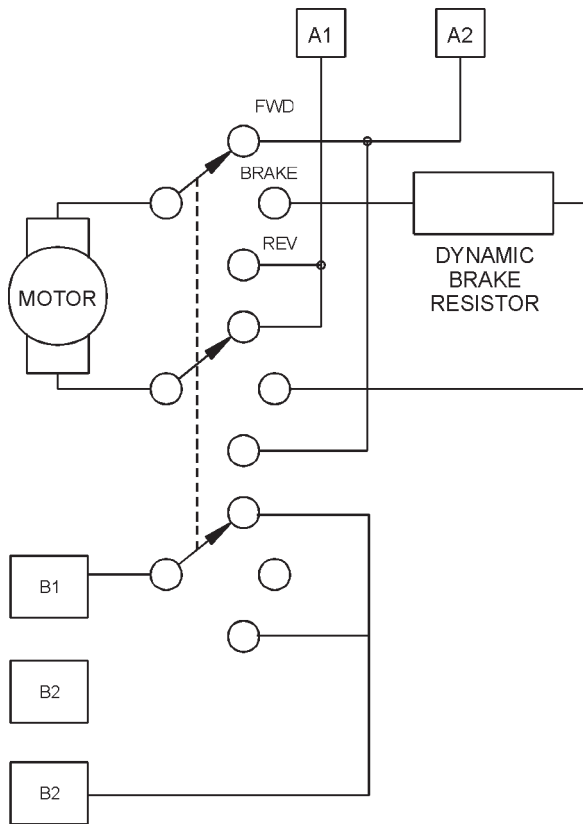 A1
A2
FWD
BRAKE
REV
DYNAMIC
BRAKE
RESISTOR
MOTOR
B1
B2
B2